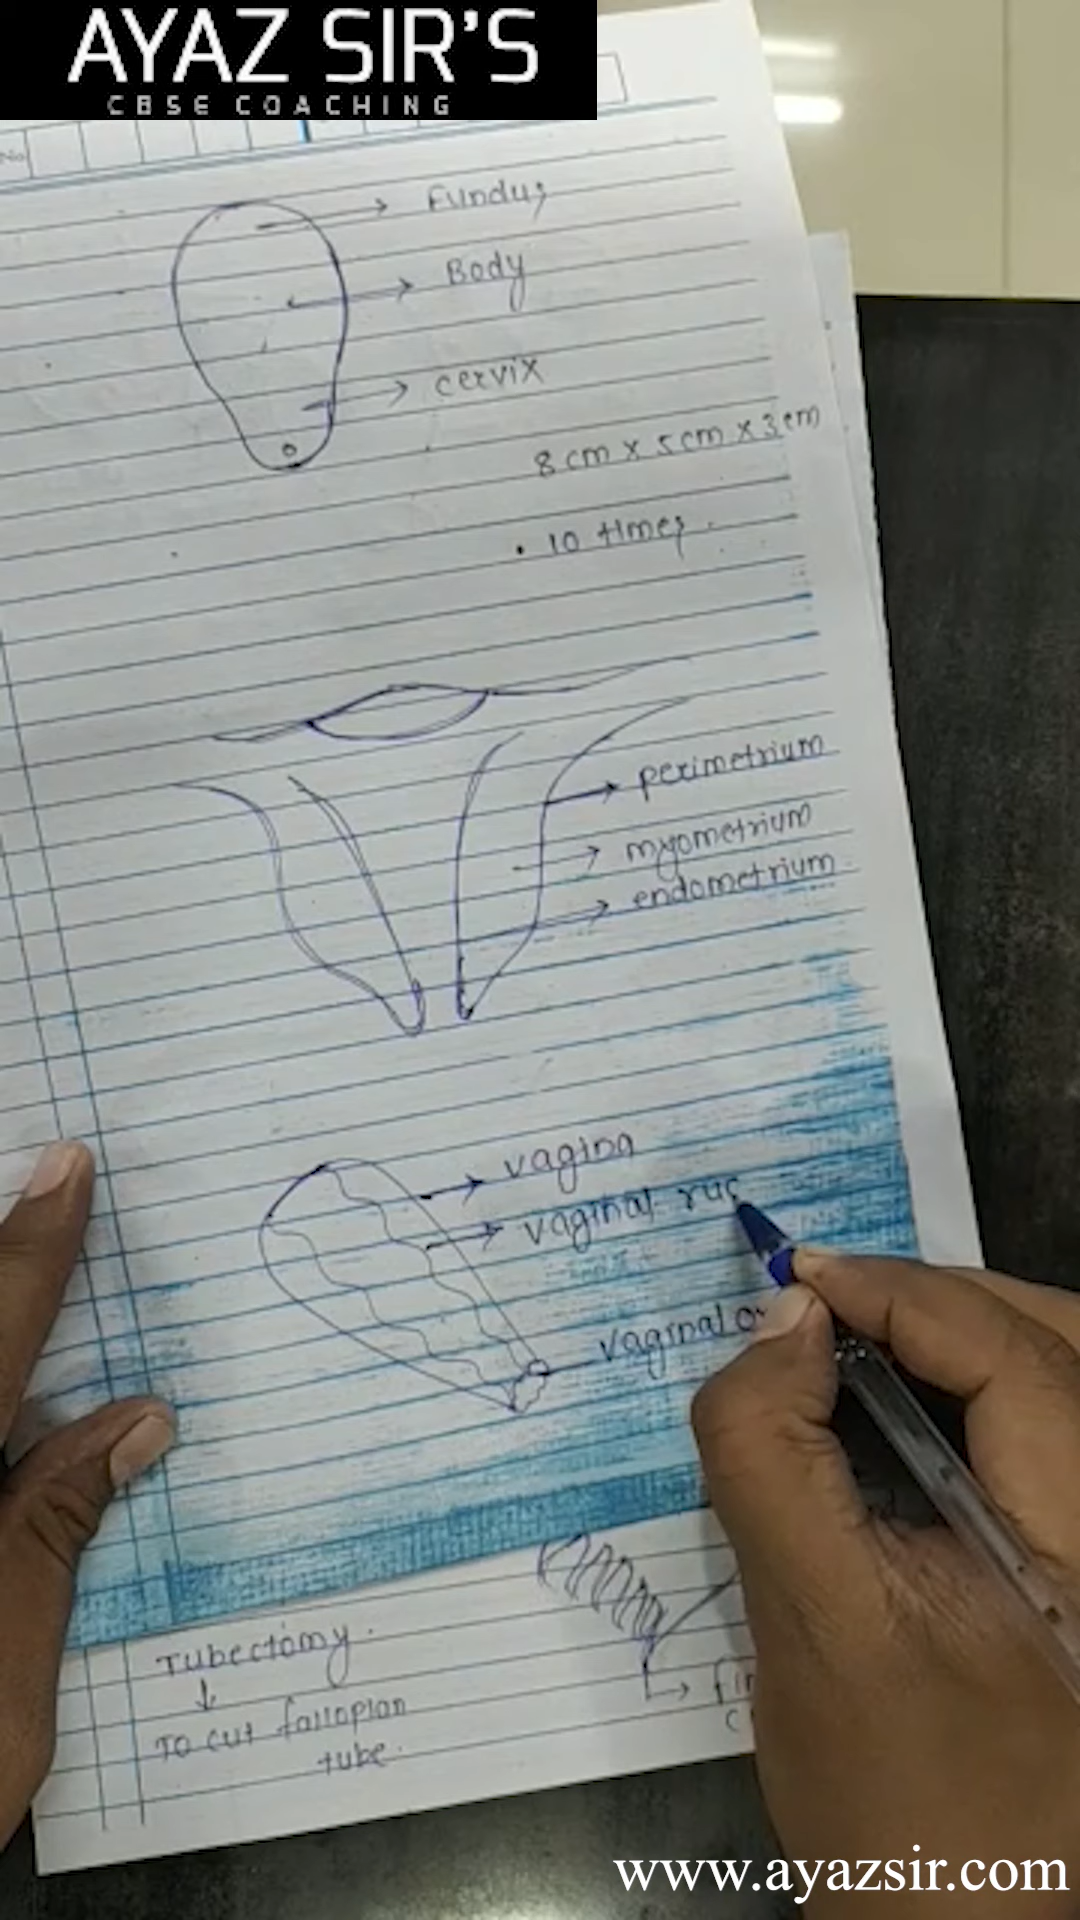 AYAZ SIR'S
CBSE COACHING
No
Fundus
Body
cervix
8 cm x 5 cm x 3 cm
• 10 times.
perimetrium
myometrium
endometrium
vagina
vaginal
vaginal
Tubectomy.
↓
To cut fallopian
tube.
www.ayazsir.com